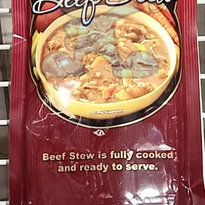 Beef Stew
Beef Stew is fully cooked
and ready to serve.